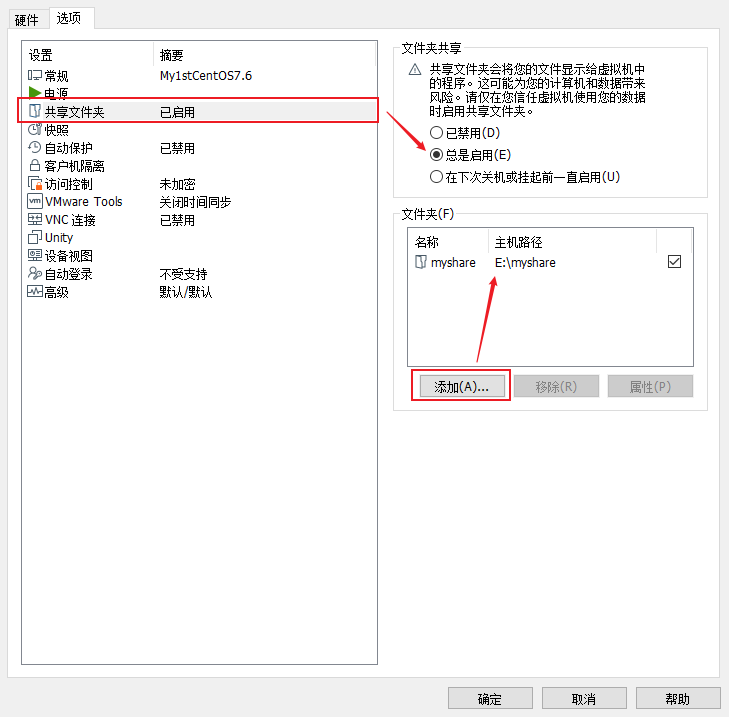 硬件 选项
设置 摘要
常规 My1stCentOS7.6
电源
共享文件夹 已启用
快照
自动保护 已禁用
客户机隔离
访问控制 未加密
VMware Tools 关闭时间同步
VNC 连接 已禁用
Unity
设备视图
自动登录 不受支持
高级 默认/默认
文件夹共享
共享文件夹会将您的文件显示给虚拟机中
的程序。这可能为您的计算机和数据带来
风险。请仅在您信任虚拟机使用您的数据
时启用共享文件夹。
已禁用(D)
总是启用(E)
在下次关机或挂起前一直启用(U)
文件夹(F)
名称 主机路径
myshare E:\myshare
添加(A)... 移除(R) 属性(P)
确定 取消 帮助